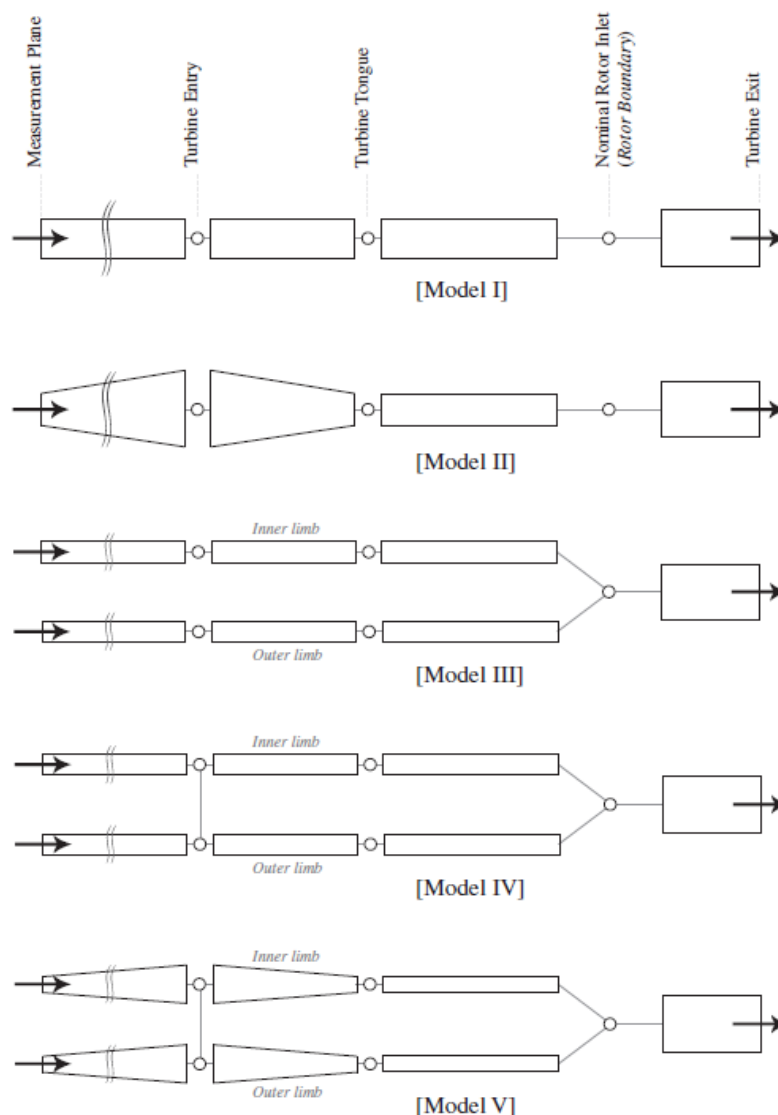 Measurement Plane
Turbine Entry
Turbine Tongue
Nominal Rotor Inlet
(Rotor Boundary)
Turbine Exit
[Model I]
[Model II]
Inner limb
Outer limb
[Model III]
Inner limb
Outer limb
[Model IV]
Inner limb
Outer limb
[Model V]